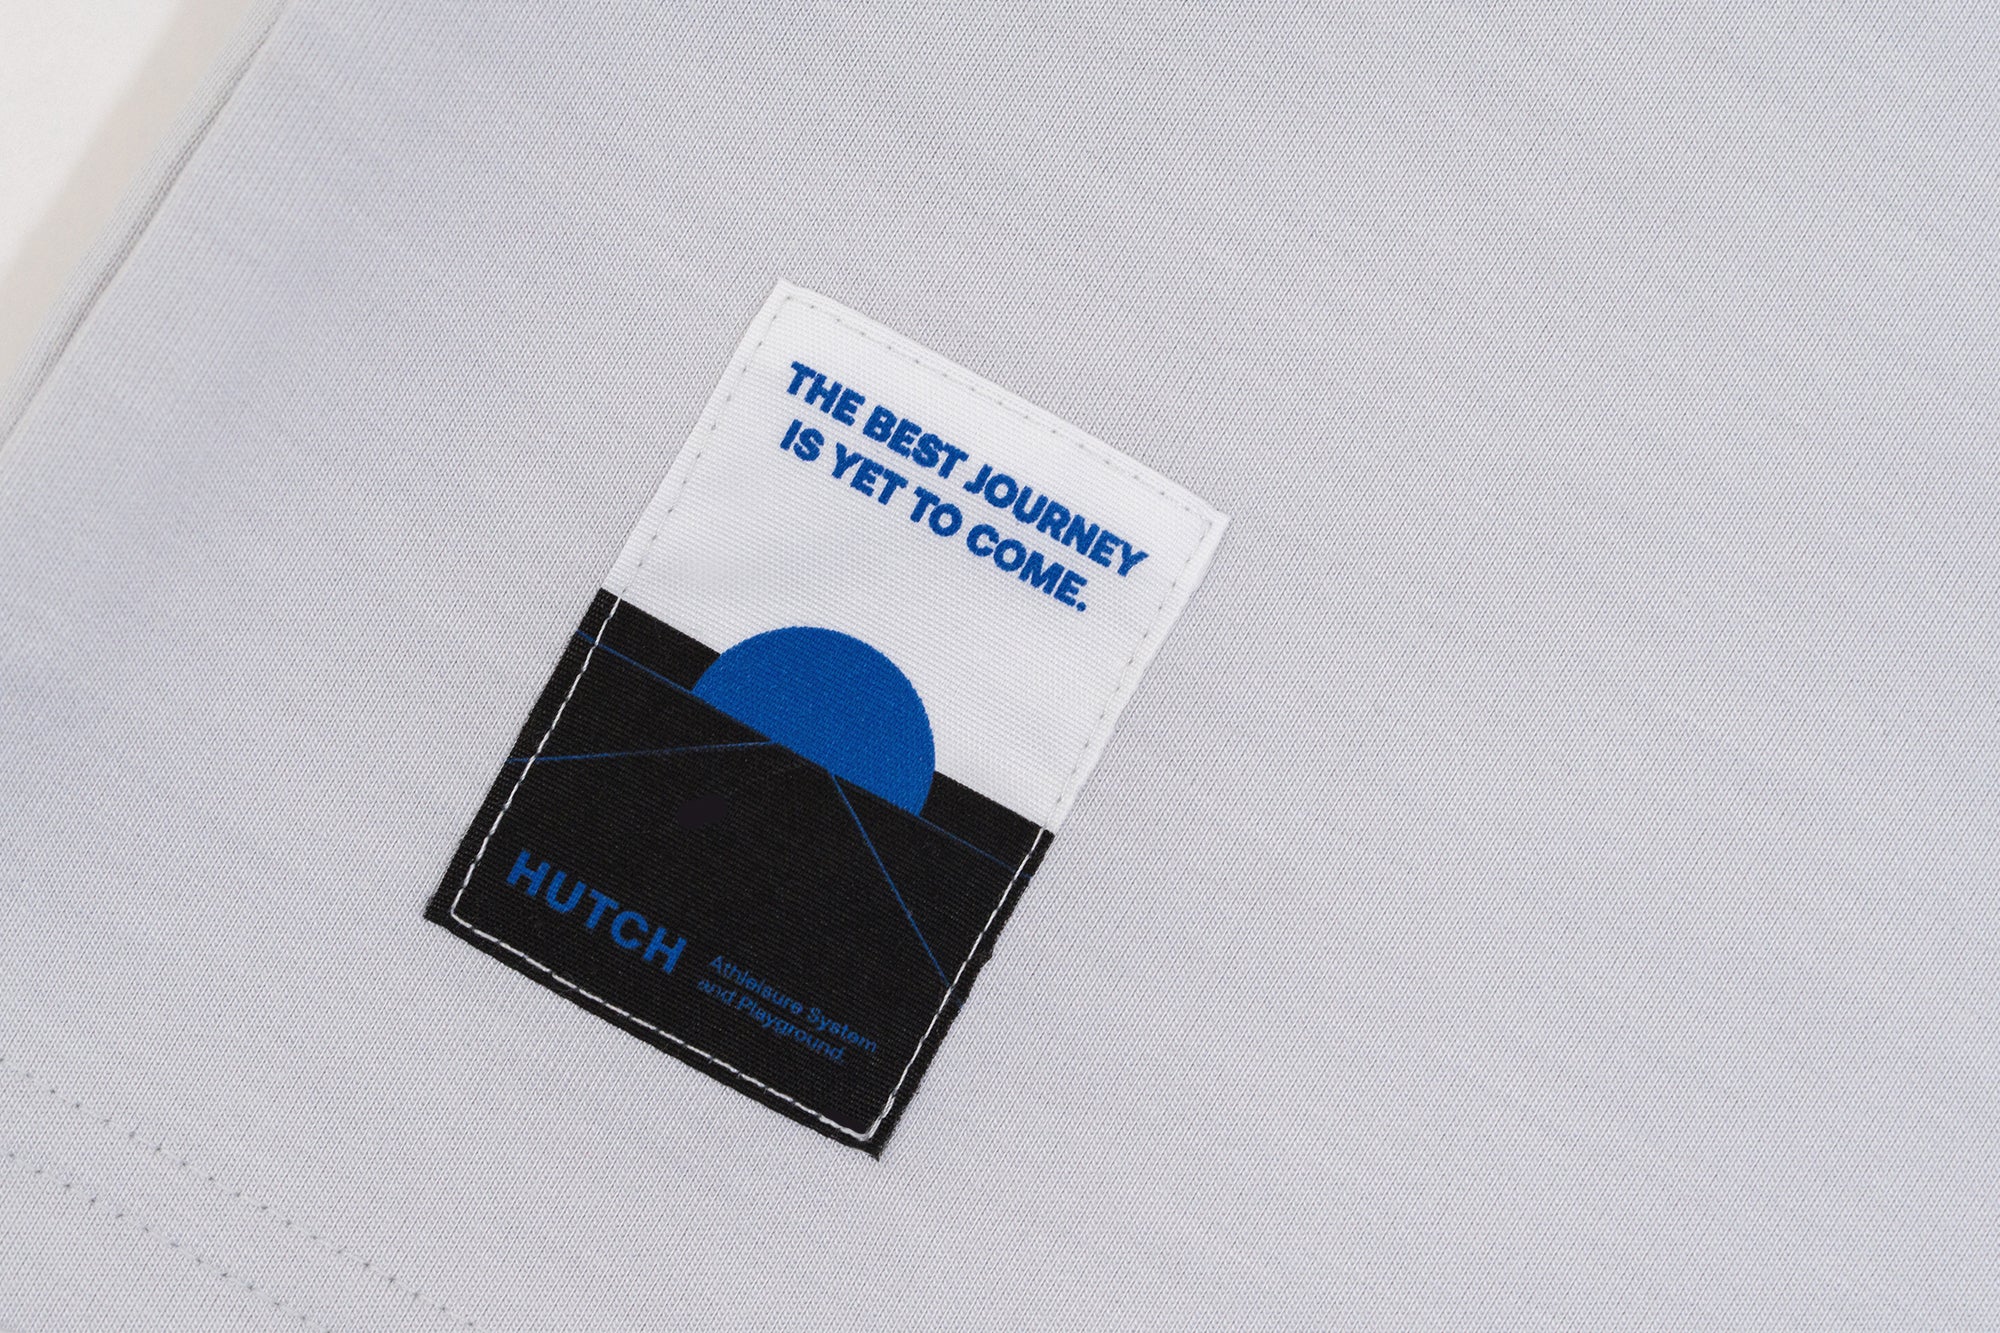 THE BEST JOURNEY
IS YET TO COME.
HUTCH
Athleisure System
and Playground.